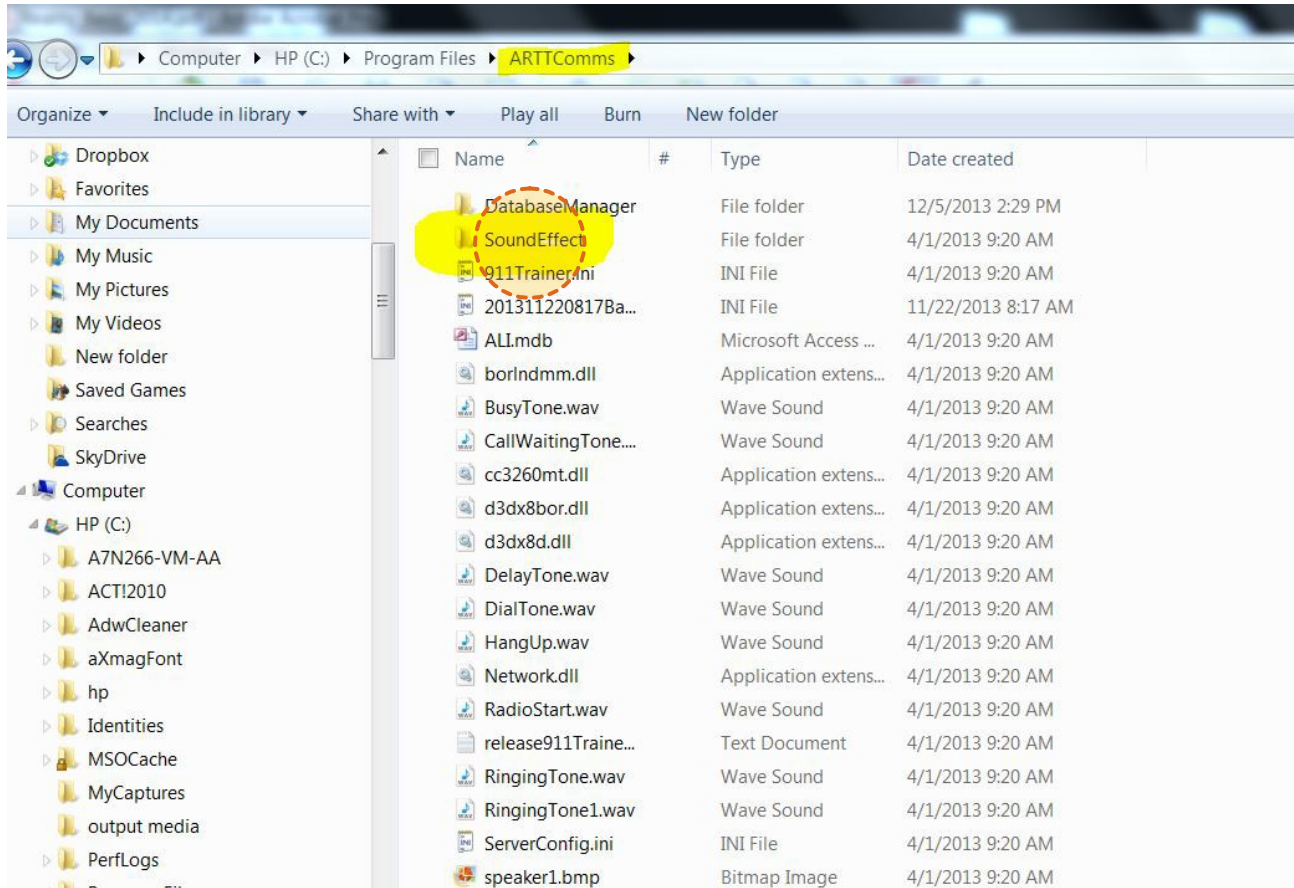 Computer HP (C:) Program Files ARTTComms
Organize Include in library Share with Play all Burn New folder
Dropbox
Favorites
My Documents
My Music
My Pictures
My Videos
New folder
Saved Games
Searches
SkyDrive
Computer
HP (C:)
A7N266-VM-AA
ACT!2010
AdwCleaner
aXmagFont
hp
Identities
MSOCache
MyCaptures
output media
PerfLogs
Name # Type Date created
DatabaseManager File folder 12/5/2013 2:29 PM
SoundEffect File folder 4/1/2013 9:20 AM
911Trainer.ini INI File 4/1/2013 9:20 AM
201311220817Ba... INI File 11/22/2013 8:17 AM
ALI.mdb Microsoft Access ... 4/1/2013 9:20 AM
borlndmm.dll Application extens... 4/1/2013 9:20 AM
BusyTone.wav Wave Sound 4/1/2013 9:20 AM
CallWaitingTone.... Wave Sound 4/1/2013 9:20 AM
cc3260mt.dll Application extens... 4/1/2013 9:20 AM
d3dx8bor.dll Application extens... 4/1/2013 9:20 AM
d3dx8d.dll Application extens... 4/1/2013 9:20 AM
DelayTone.wav Wave Sound 4/1/2013 9:20 AM
DialTone.wav Wave Sound 4/1/2013 9:20 AM
HangUp.wav Wave Sound 4/1/2013 9:20 AM
Network.dll Application extens... 4/1/2013 9:20 AM
RadioStart.wav Wave Sound 4/1/2013 9:20 AM
release911Traine... Text Document 4/1/2013 9:20 AM
RingingTone.wav Wave Sound 4/1/2013 9:20 AM
RingingTone1.wav Wave Sound 4/1/2013 9:20 AM
ServerConfig.ini INI File 4/1/2013 9:20 AM
speaker1.bmp Bitmap Image 4/1/2013 9:20 AM